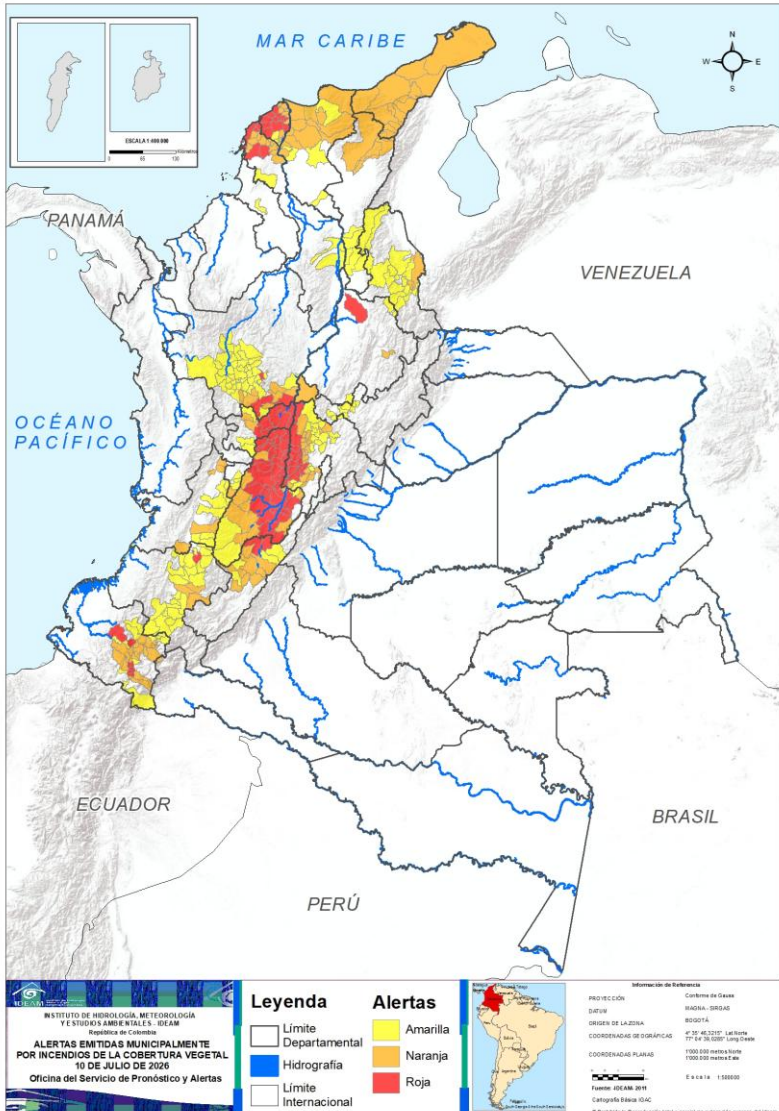 MAR CARIBE
N
W
E
S
ESCALA 1:400.000
PANAMÁ
VENEZUELA
OCÉANO
PACÍFICO
ECUADOR
BRASIL
PERÚ
IDEAM
INSTITUTO DE HIDROLOGÍA, METEOROLOGÍA
Y ESTUDIOS AMBIENTALES - IDEAM
República de Colombia
ALERTAS EMITIDAS MUNICIPALMENTE
POR INCENDIOS DE LA COBERTURA VEGETAL
10 DE JULIO DE 2026
Oficina del Servicio de Pronóstico y Alertas
Leyenda
Límite
Departamental
Hidrografía
Límite
Internacional
Alertas
Amarilla
Naranja
Roja
Información de Referencia
PROYECCIÓN
Conforme de Gauss
DATUM
MAGNA - SIRGAS
ORIGEN DE LA ZONA
BOGOTÁ
COORDENADAS GEOGRÁFICAS
COORDENADAS PLANAS
1'000.000 metros Norte
1'000.000 metros Este
Fuente: IDEAM 2011
Cartografía Básica IGAC